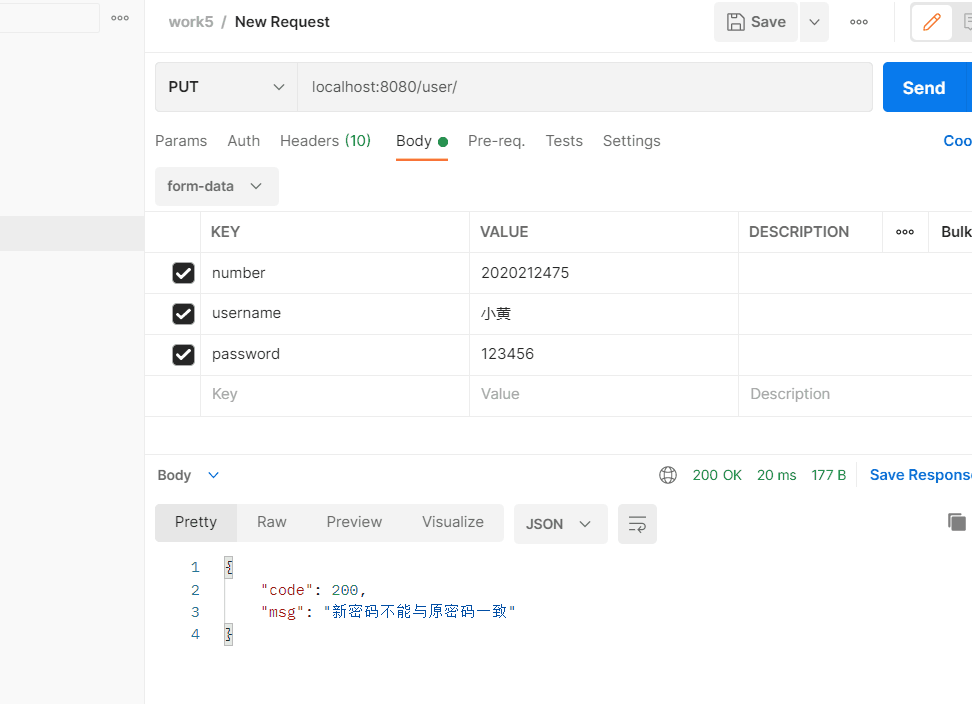 work5 / New Request
Save
PUT
localhost:8080/user/
Send
Params Auth Headers (10) Body Pre-req. Tests Settings
Coo
form-data
KEY VALUE DESCRIPTION Bulk
number 2020212475
username 小黄
password 123456
Key Value Description
Body 200 OK 20 ms 177 B Save Respons
Pretty Raw Preview Visualize JSON
1 {
2 "code": 200,
3 "msg": "新密码不能与原密码一致"
4 }